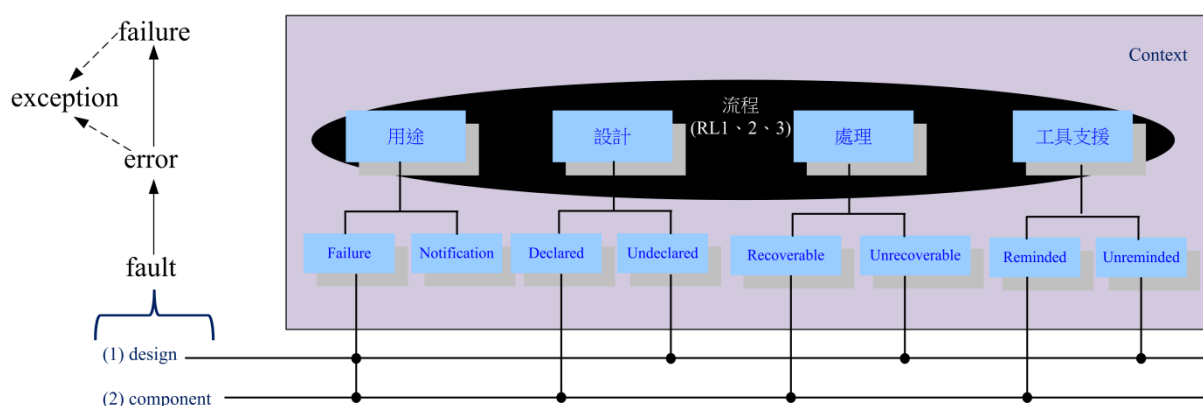 failure
exception
error
fault
(1) design
(2) component
Context
流程
(RL1、2、3)
用途
設計
處理
工具支援
Failure
Notification
Declared
Undeclared
Recoverable
Unrecoverable
Reminded
Unreminded